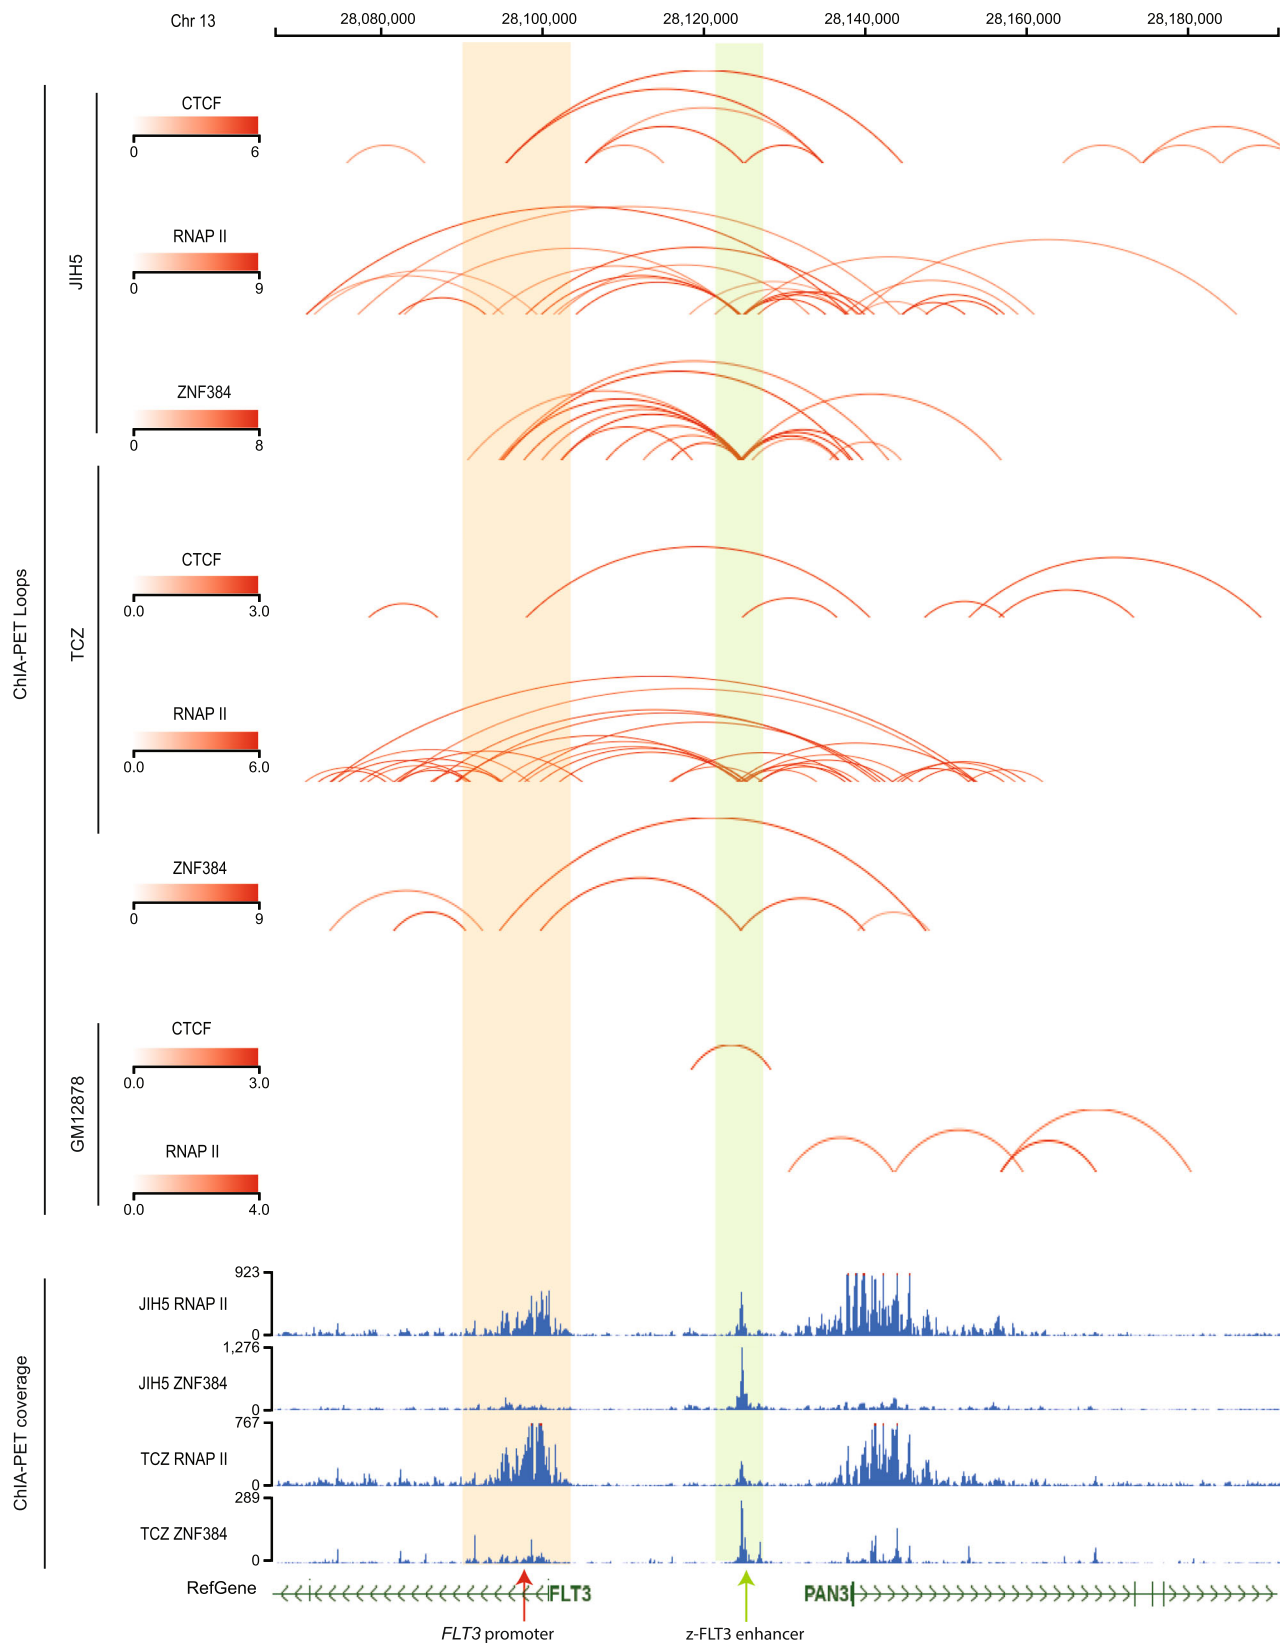 Chr 13
28,080,000 28,100,000 28,120,000 28,140,000 28,160,000 28,180,000
ChIA-PET Loops
JIH5
CTCF
0 6
RNAP II
0 9
ZNF384
0 8
TCZ
CTCF
0.0 3.0
RNAP II
0.0 6.0
ZNF384
0 9
GM12878
CTCF
0.0 3.0
RNAP II
0.0 4.0
ChIA-PET coverage
923
JIH5 RNAP II
0
1,276
JIH5 ZNF384
0
767
TCZ RNAP II
0
289
TCZ ZNF384
0
RefGene FLT3 PAN3
FLT3 promoter z-FLT3 enhancer